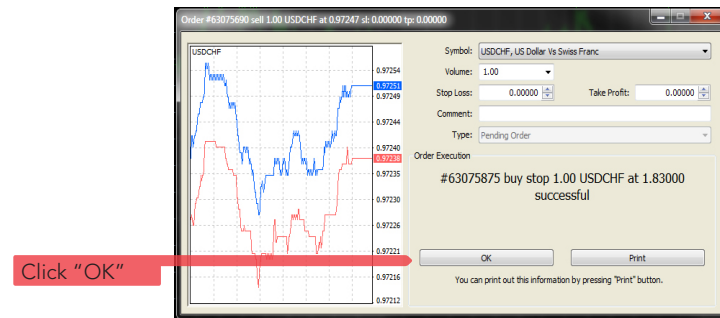 Order #63075690 sell 1.00 USDCHF at 0.97247 sl: 0.00000 tp: 0.00000
USDCHF
0.97254
0.97251
0.97249
0.97244
0.97240
0.97238
0.97235
0.97230
0.97226
0.97221
0.97216
0.97212
Symbol: USDCHF, US Dollar Vs Swiss Franc
Volume: 1.00
Stop Loss: 0.00000 Take Profit: 0.00000
Comment:
Type: Pending Order
Order Execution
#63075875 buy stop 1.00 USDCHF at 1.83000
successful
OK Print
You can print out this information by pressing "Print" button.
Click “OK”